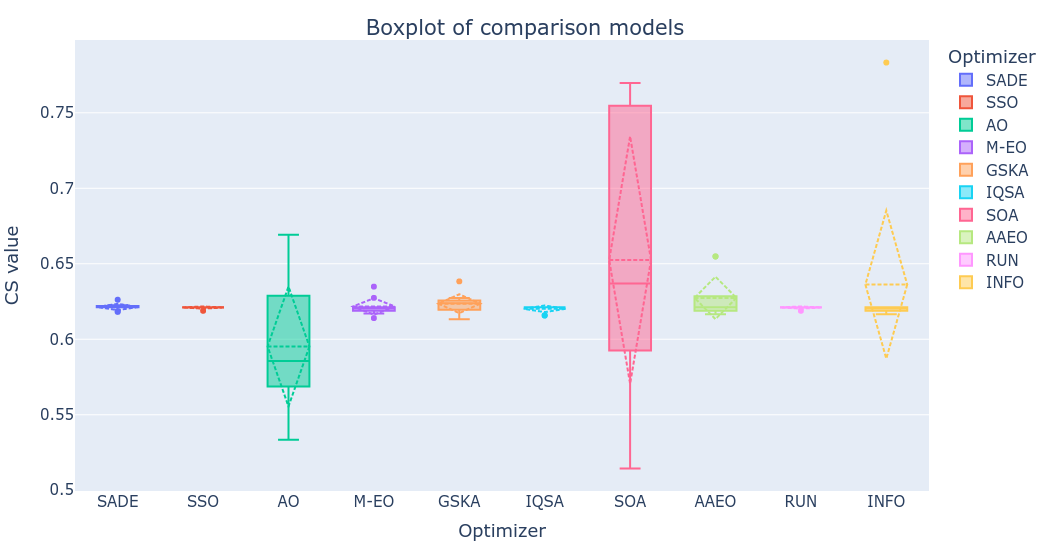 Boxplot of comparison models
CS value
0.75
0.7
0.65
0.6
0.55
0.5
SADE SSO AO M-EO GSKA IQSA SOA AAEO RUN INFO
Optimizer
Optimizer
SADE
SSO
AO
M-EO
GSKA
IQSA
SOA
AAEO
RUN
INFO